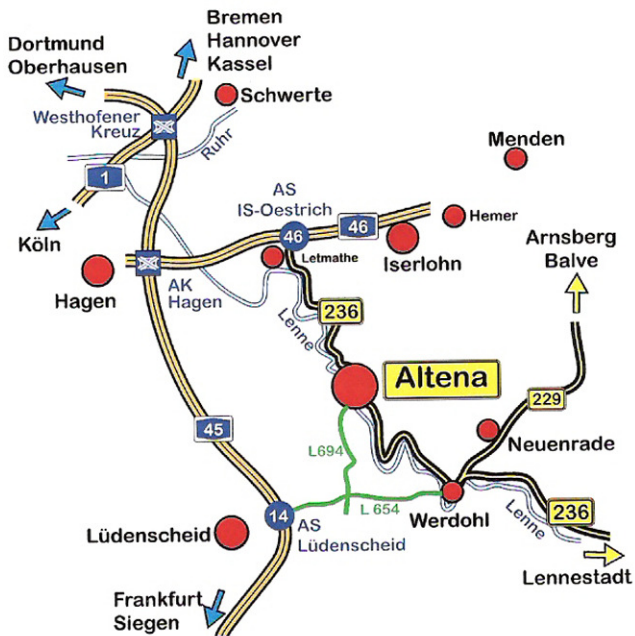 Bremen
Hannover
Kassel
Dortmund
Oberhausen
Schwerte
Westhofener
Kreuz
Ruhr
Menden
1
AS
IS-Oestrich
46
46
Hemer
Köln
Letmathe
Iserlohn
Arnsberg
Balve
Hagen
AK
Hagen
236
Lenne
Altena
229
45
L694
Neuenrade
14
L 654
Werdohl
Lüdenscheid
AS
Lüdenscheid
Lenne
236
Lennestadt
Frankfurt
Siegen